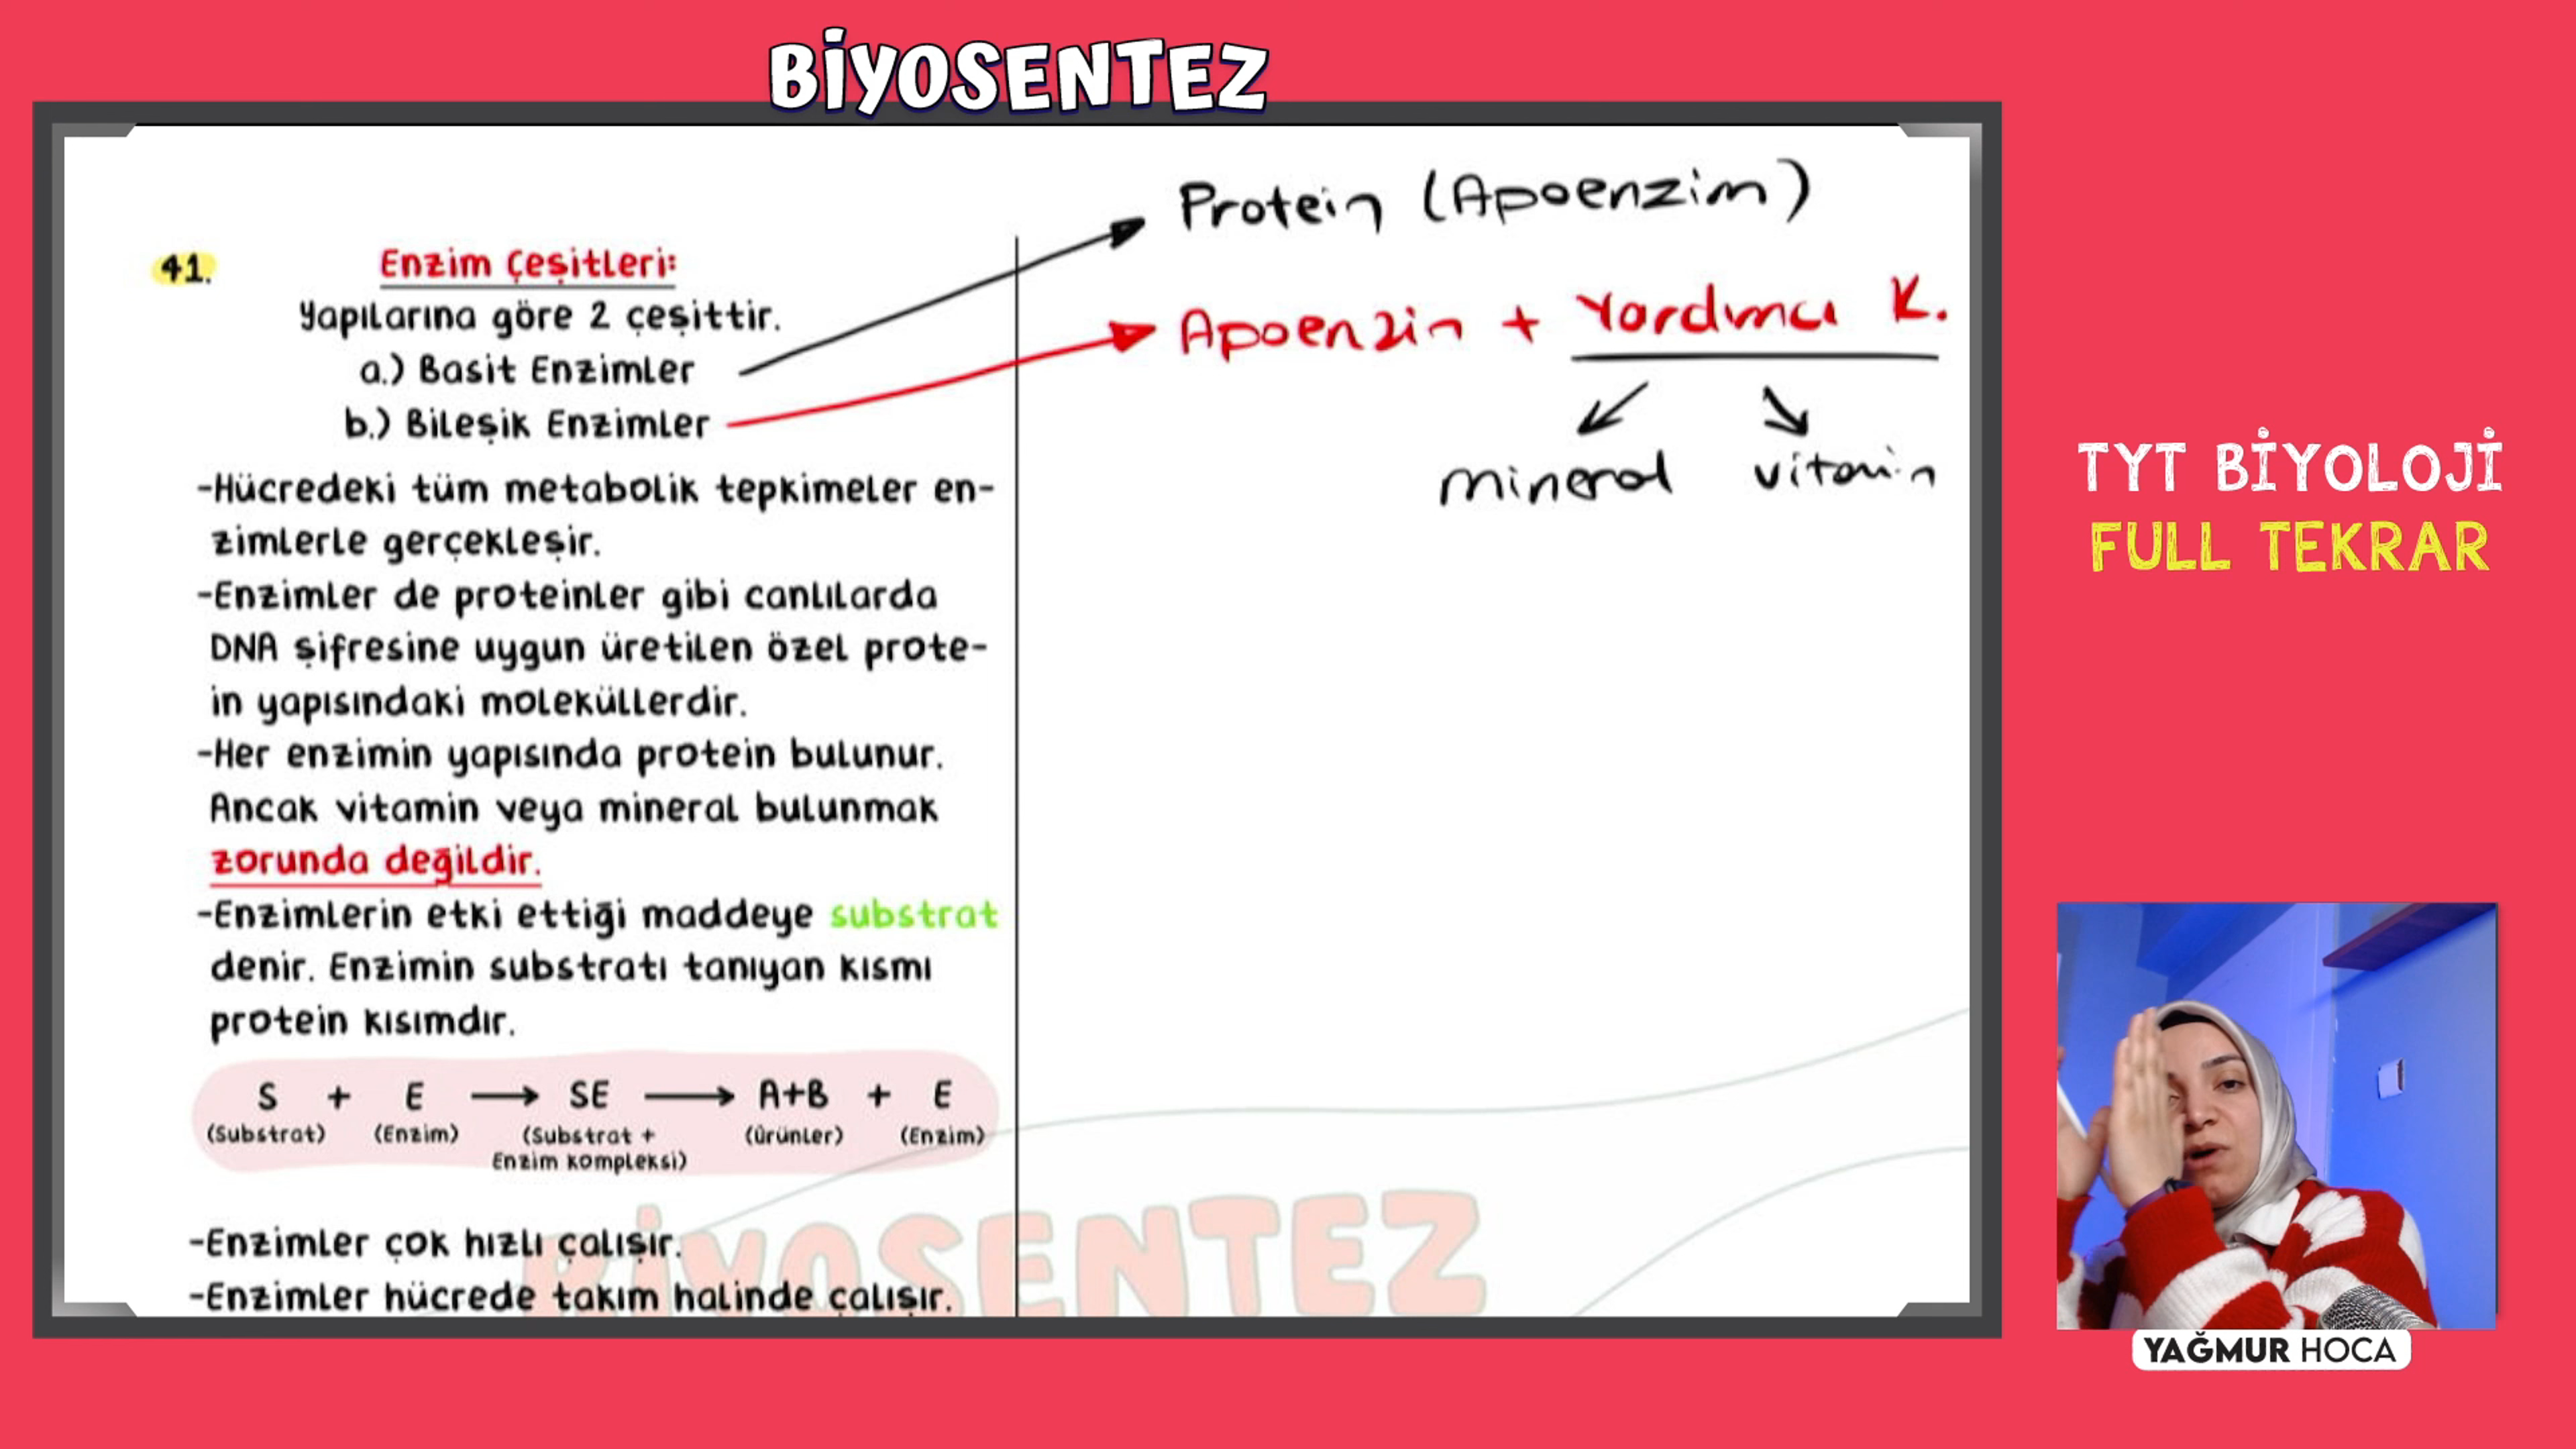 BİYOSENTEZ
41.
Enzim Çeşitleri:
Yapılarına göre 2 çeşittir.
a.) Basit Enzimler
b.) Bileşik Enzimler
-Hücredeki tüm metabolik tepkimeler en-
zimlerle gerçekleşir.
-Enzimler de proteinler gibi canlılarda
DNA şifresine uygun üretilen özel prote-
in yapısındaki moleküllerdir.
-Her enzimin yapısında protein bulunur.
Ancak vitamin veya mineral bulunmak
zorunda değildir.
-Enzimlerin etki ettiği maddeye substrat
denir. Enzimin substratı tanıyan kısmı
protein kısımdır.
S + E → SE → A+B + E
(Substrat) (Enzim) (Substrat + (Ürünler) (Enzim)
Enzim kompleksi)
-Enzimler çok hızlı çalışır.
-Enzimler hücrede takım halinde çalışır.
BİYOSENTEZ
Protein (Apoenzim)
Apoenzin + Yardımcı K.
mineral vitamin
TYT BİYOLOJİ
FULL TEKRAR
YAĞMUR HOCA